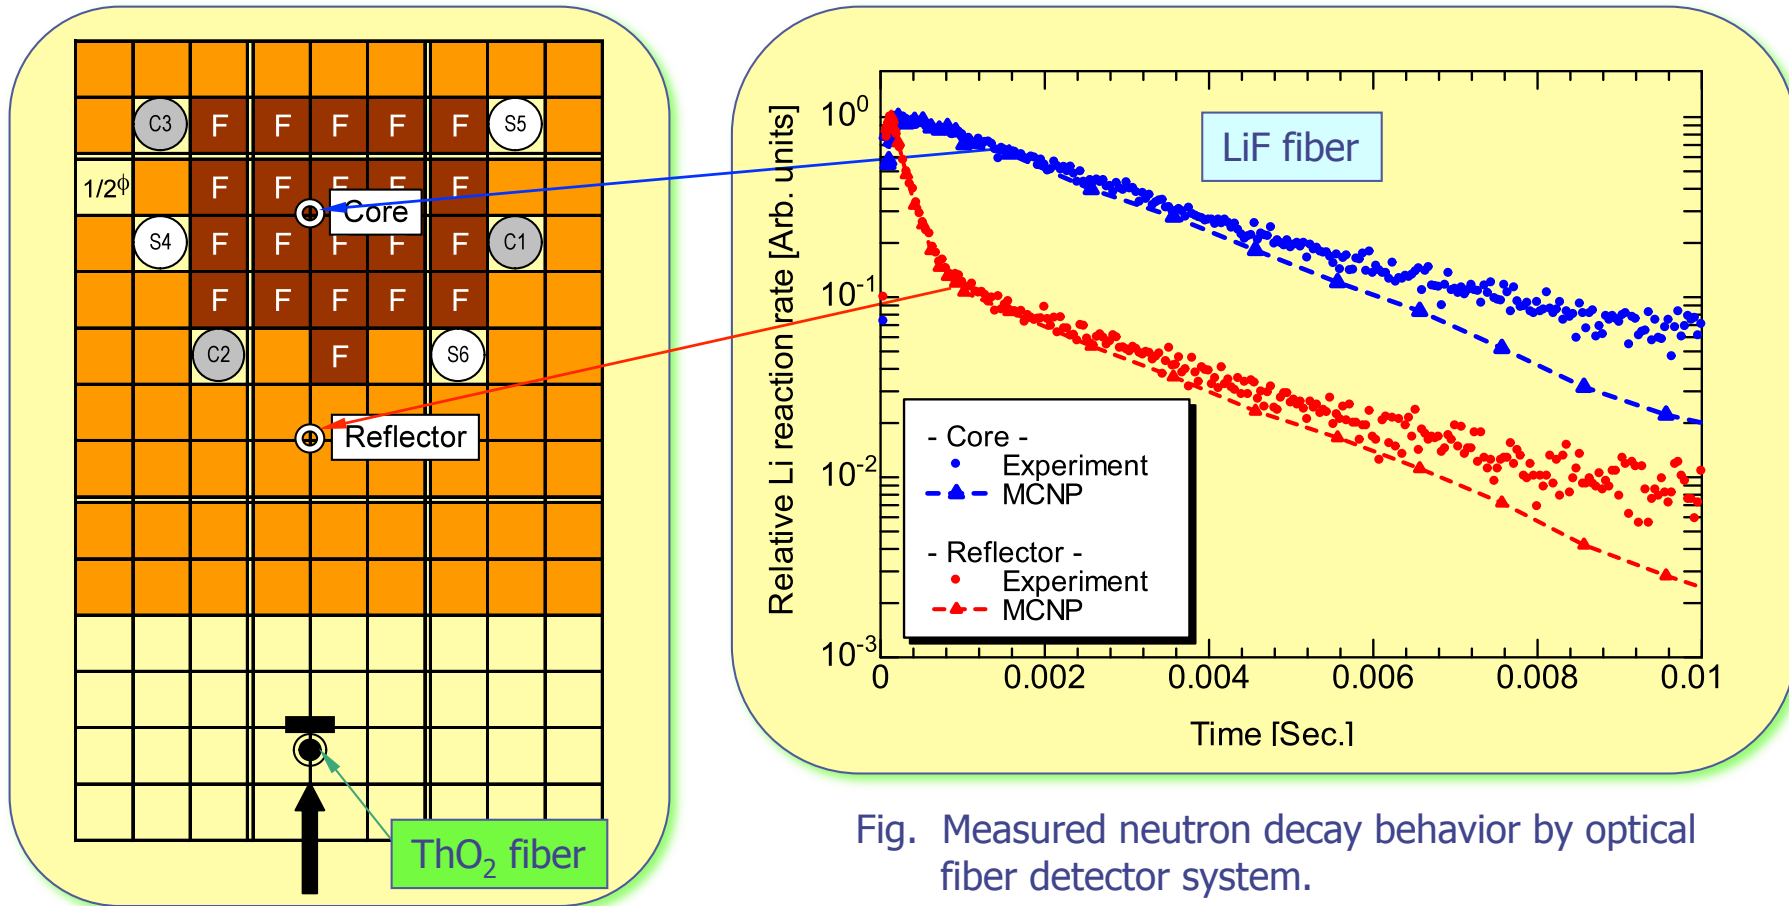 C3 F F F F F S5
1/2ϕ F F F F F
Core
S4 F F F F F C1
F F F F F
C2 F S6
Reflector
ThO2 fiber
Relative Li reaction rate [Arb. units]
10^0
10^-1
10^-2
10^-3
LiF fiber
- Core -
Experiment
MCNP
- Reflector -
Experiment
MCNP
0 0.002 0.004 0.006 0.008 0.01
Time [Sec.]
Fig. Measured neutron decay behavior by optical
fiber detector system.